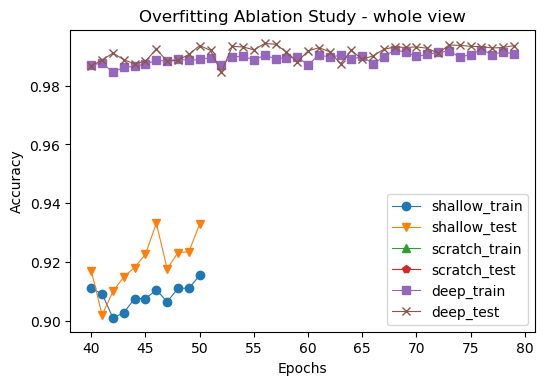 Overfitting Ablation Study - whole view
Accuracy
0.98
0.96
0.94
0.92
0.90
shallow_train
shallow_test
scratch_train
scratch_test
deep_train
deep_test
40 45 50 55 60 65 70 75 80
Epochs